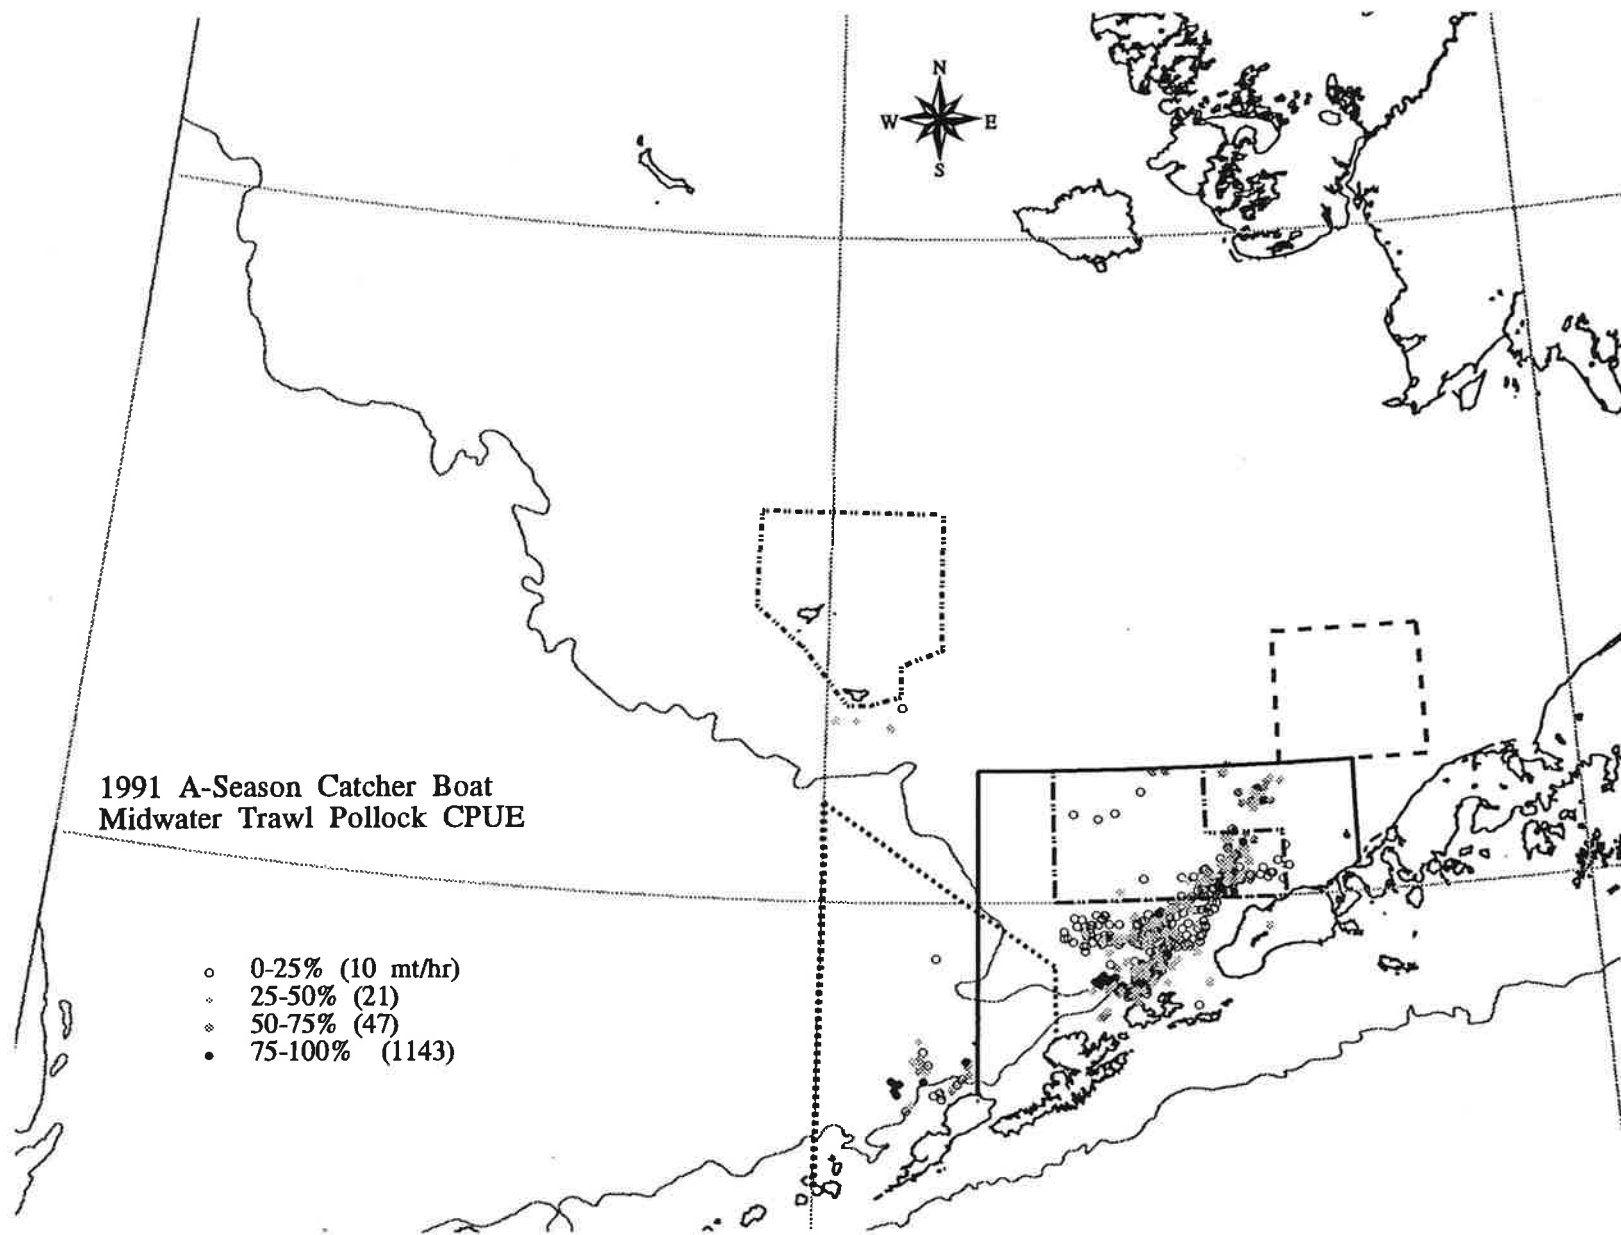 N
W E
S
1991 A-Season Catcher Boat
Midwater Trawl Pollock CPUE
0-25% (10 mt/hr)
25-50% (21)
50-75% (47)
75-100% (1143)